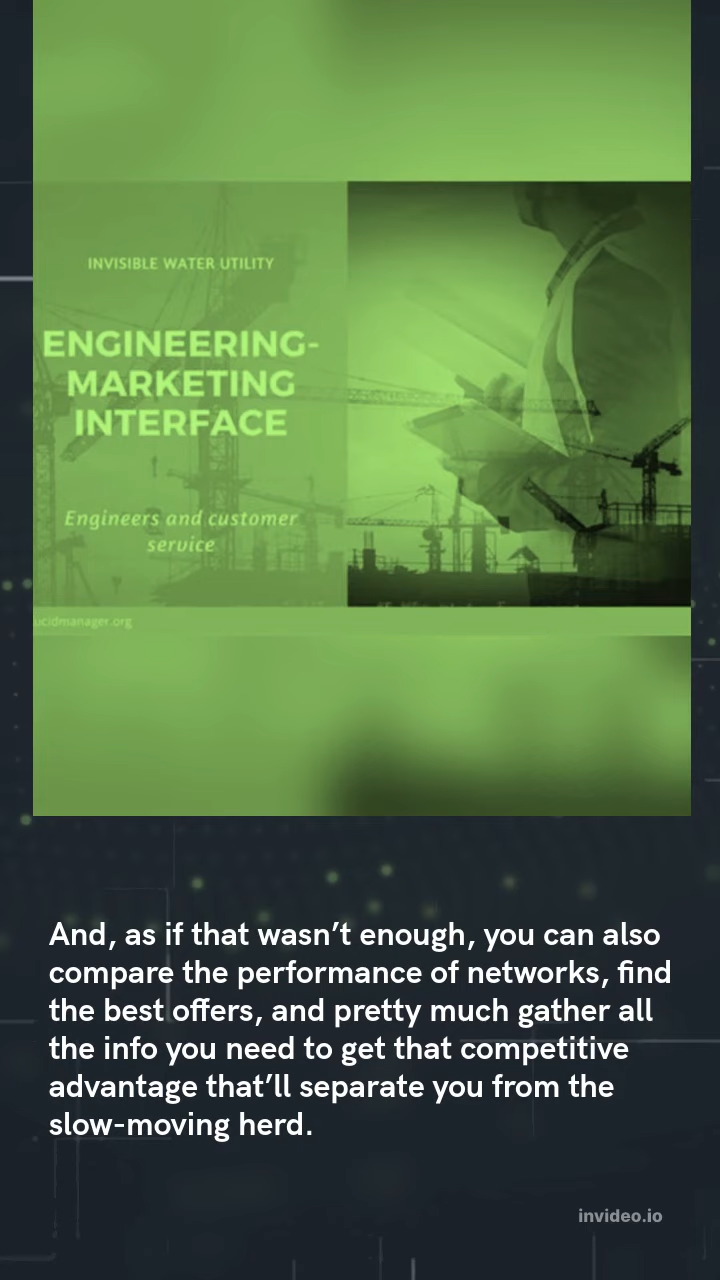 INVISIBLE WATER UTILITY
ENGINEERING-
MARKETING
INTERFACE
Engineers and customer
service
ucidmanager.org
And, as if that wasn’t enough, you can also
compare the performance of networks, find
the best offers, and pretty much gather all
the info you need to get that competitive
advantage that’ll separate you from the
slow-moving herd.
invideo.io